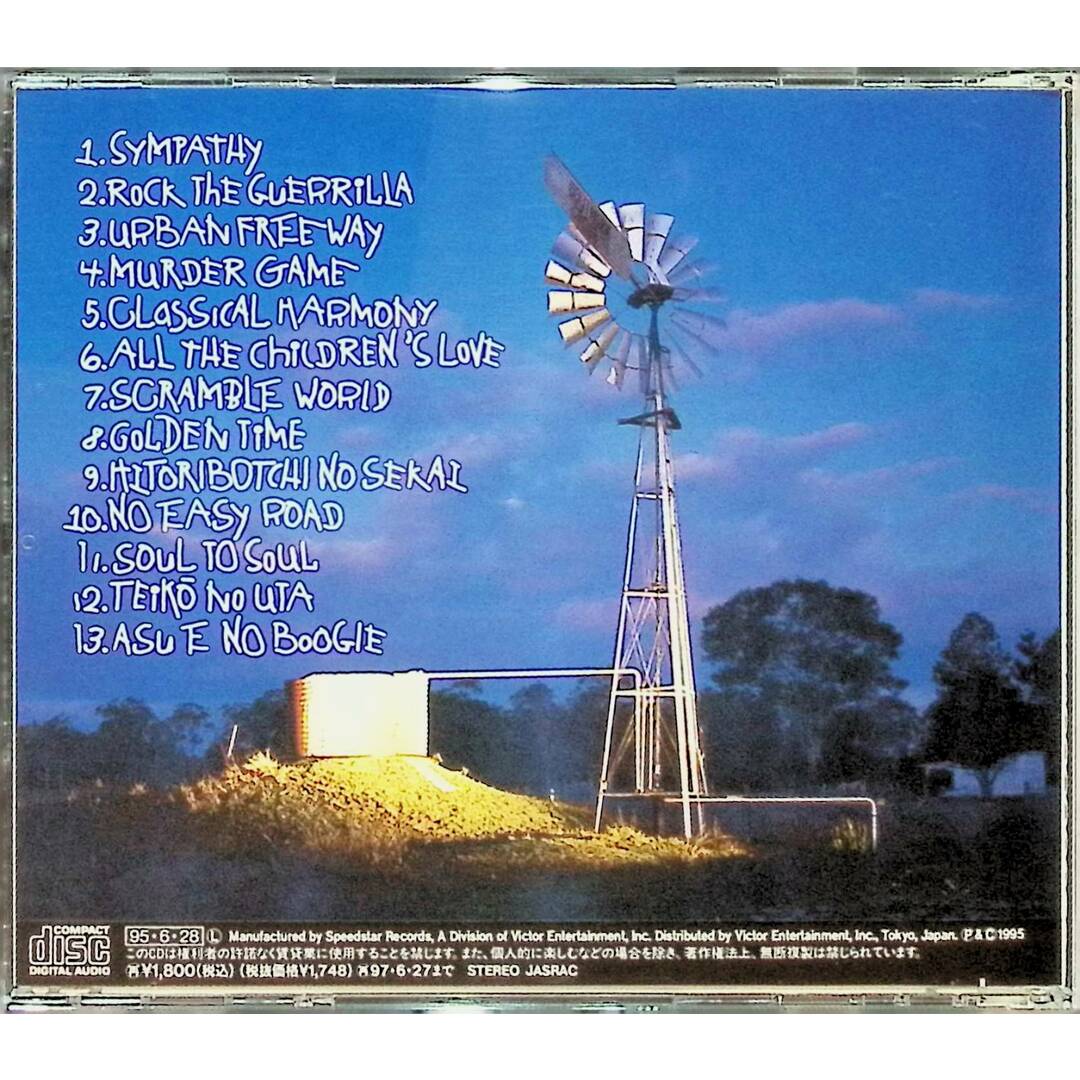 1. SYMPATHY
2. ROCK THE GUERRILLA
3. URBAN FREE WAY
4. MURDER GAME
5. CLASSICAL HARMONY
6. ALL THE CHILDREN'S LOVE
7. SCRAMBLE WORLD
8. GOLDEN TIME
9. HITORIBOTCHI NO SEKAI
10. NO EASY ROAD
11. SOUL TO SOUL
12. TEIKŌ NO UTA
13. ASU E NO BOOGIE
COMPACT
disc
DIGITAL AUDIO
95・6・28 Ⓛ Manufactured by Speedstar Records, A Division of Victor Entertainment, Inc. Distributed by Victor Entertainment, Inc., Tokyo, Japan. Ⓟ&Ⓒ1995
このCDは権利者の許諾なく賃貸業に使用することを禁じます。また、個人的に楽しむなどの場合を除き、著作権法上、無断複製は禁じられています。
再¥1,800(税込)(税抜価格¥1,748)再97・6・27まで STEREO JASRAC